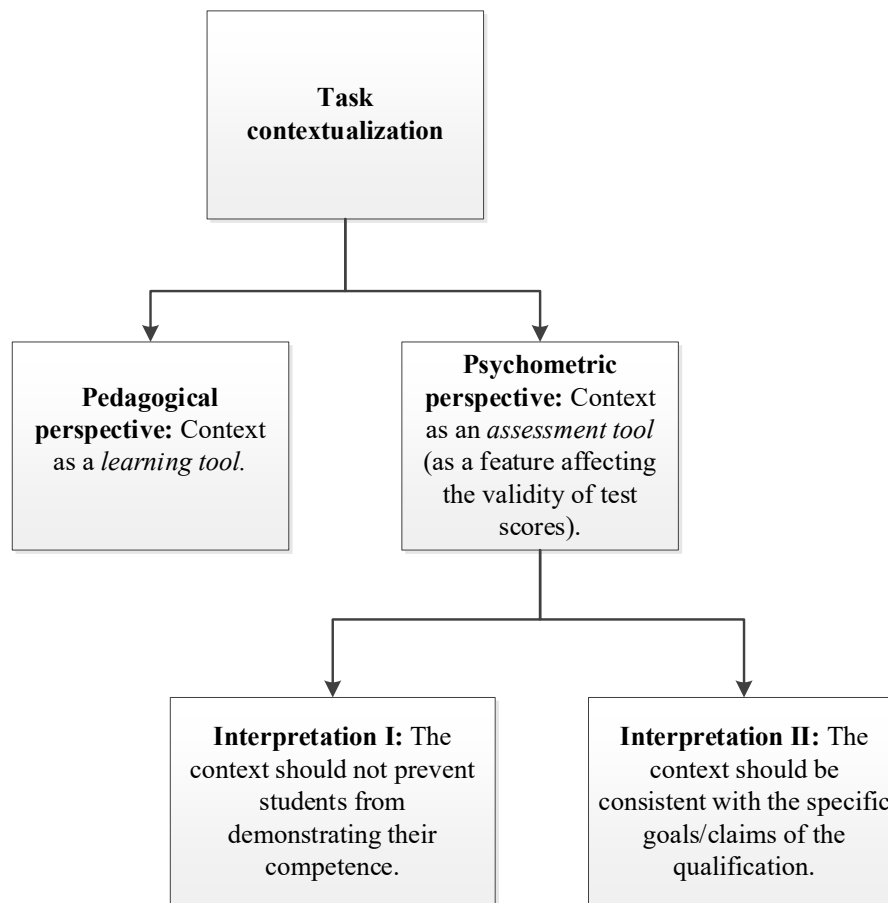 Task
contextualization
Pedagogical
perspective: Context
as a learning tool.
Psychometric
perspective: Context
as an assessment tool
(as a feature affecting
the validity of test
scores).
Interpretation I: The
context should not prevent
students from
demonstrating their
competence.
Interpretation II: The
context should be
consistent with the specific
goals/claims of the
qualification.